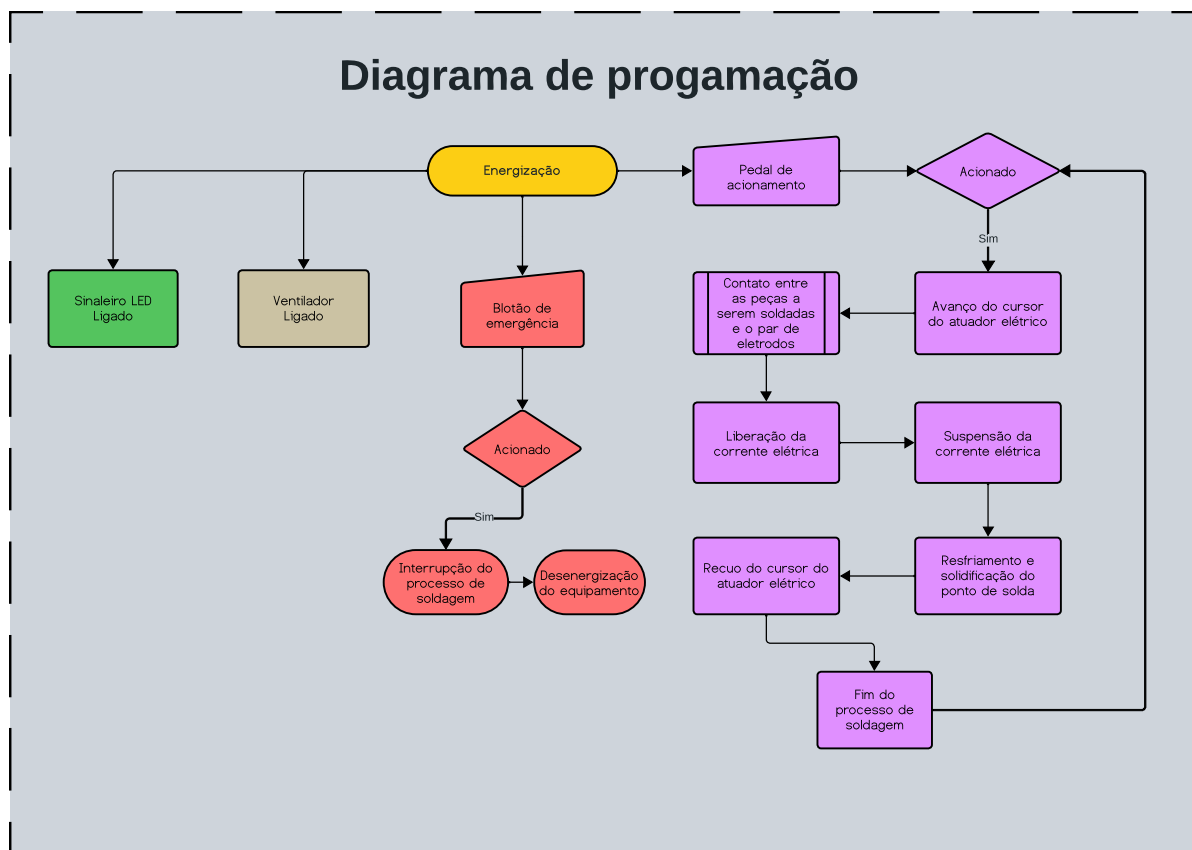 Diagrama de progamação
Energização
Pedal de
acionamento
Acionado
Sim
Sinaleiro LED
Ligado
Ventilador
Ligado
Blotão de
emergência
Contato entre
as peças a
serem soldadas
e o par de
eletrodos
Avanço do cursor
do atuador elétrico
Acionado
Sim
Liberação da
corrente elétrica
Suspensão da
corrente elétrica
Interrupção do
processo de
soldagem
Desenergização
do equipamento
Recuo do cursor do
atuador elétrico
Resfriamento e
solidificação do
ponto de solda
Fim do
processo de
soldagem